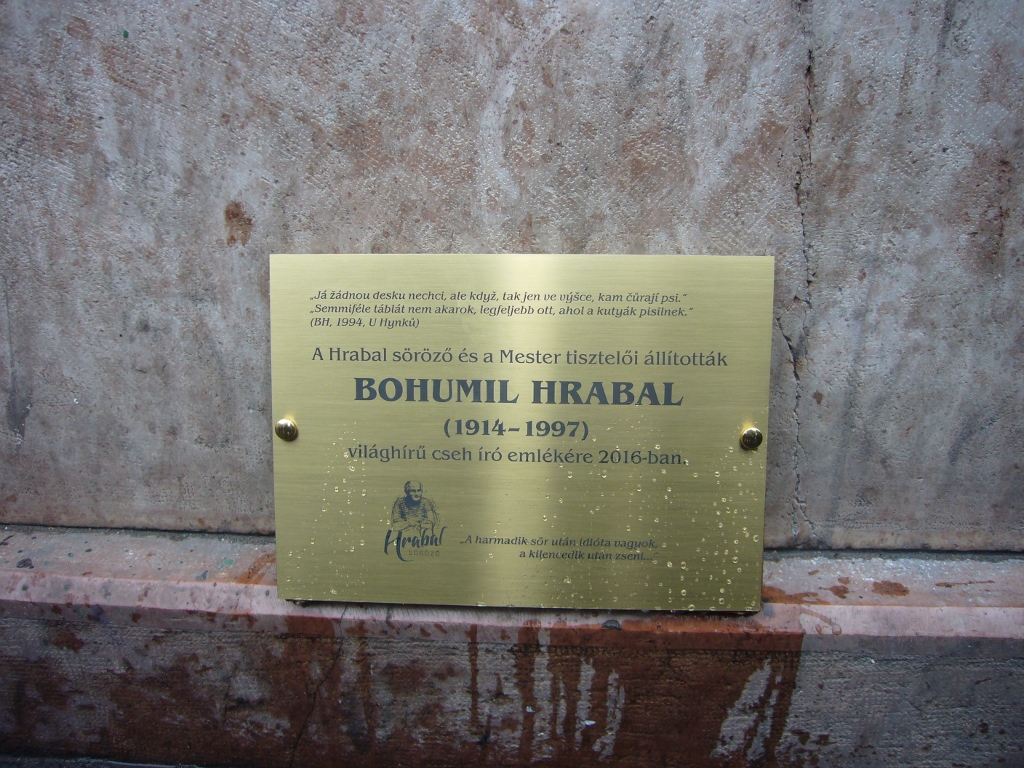 „Já žádnou desku nechci, ale když, tak jen ve výšce, kam čůrají psi.”
„Semmiféle táblát nem akarok, legfeljebb ott, ahol a kutyák pisilnek.”
(BH, 1994, U Hynků)
A Hrabal söröző és a Mester tisztelői állították
BOHUMIL HRABAL
(1914–1997)
világhírű cseh író emlékére 2016-ban.
Hrabal
SÖRÖZŐ
„A harmadik sör után idióta vagyok,
a kilencedik után zseni...”